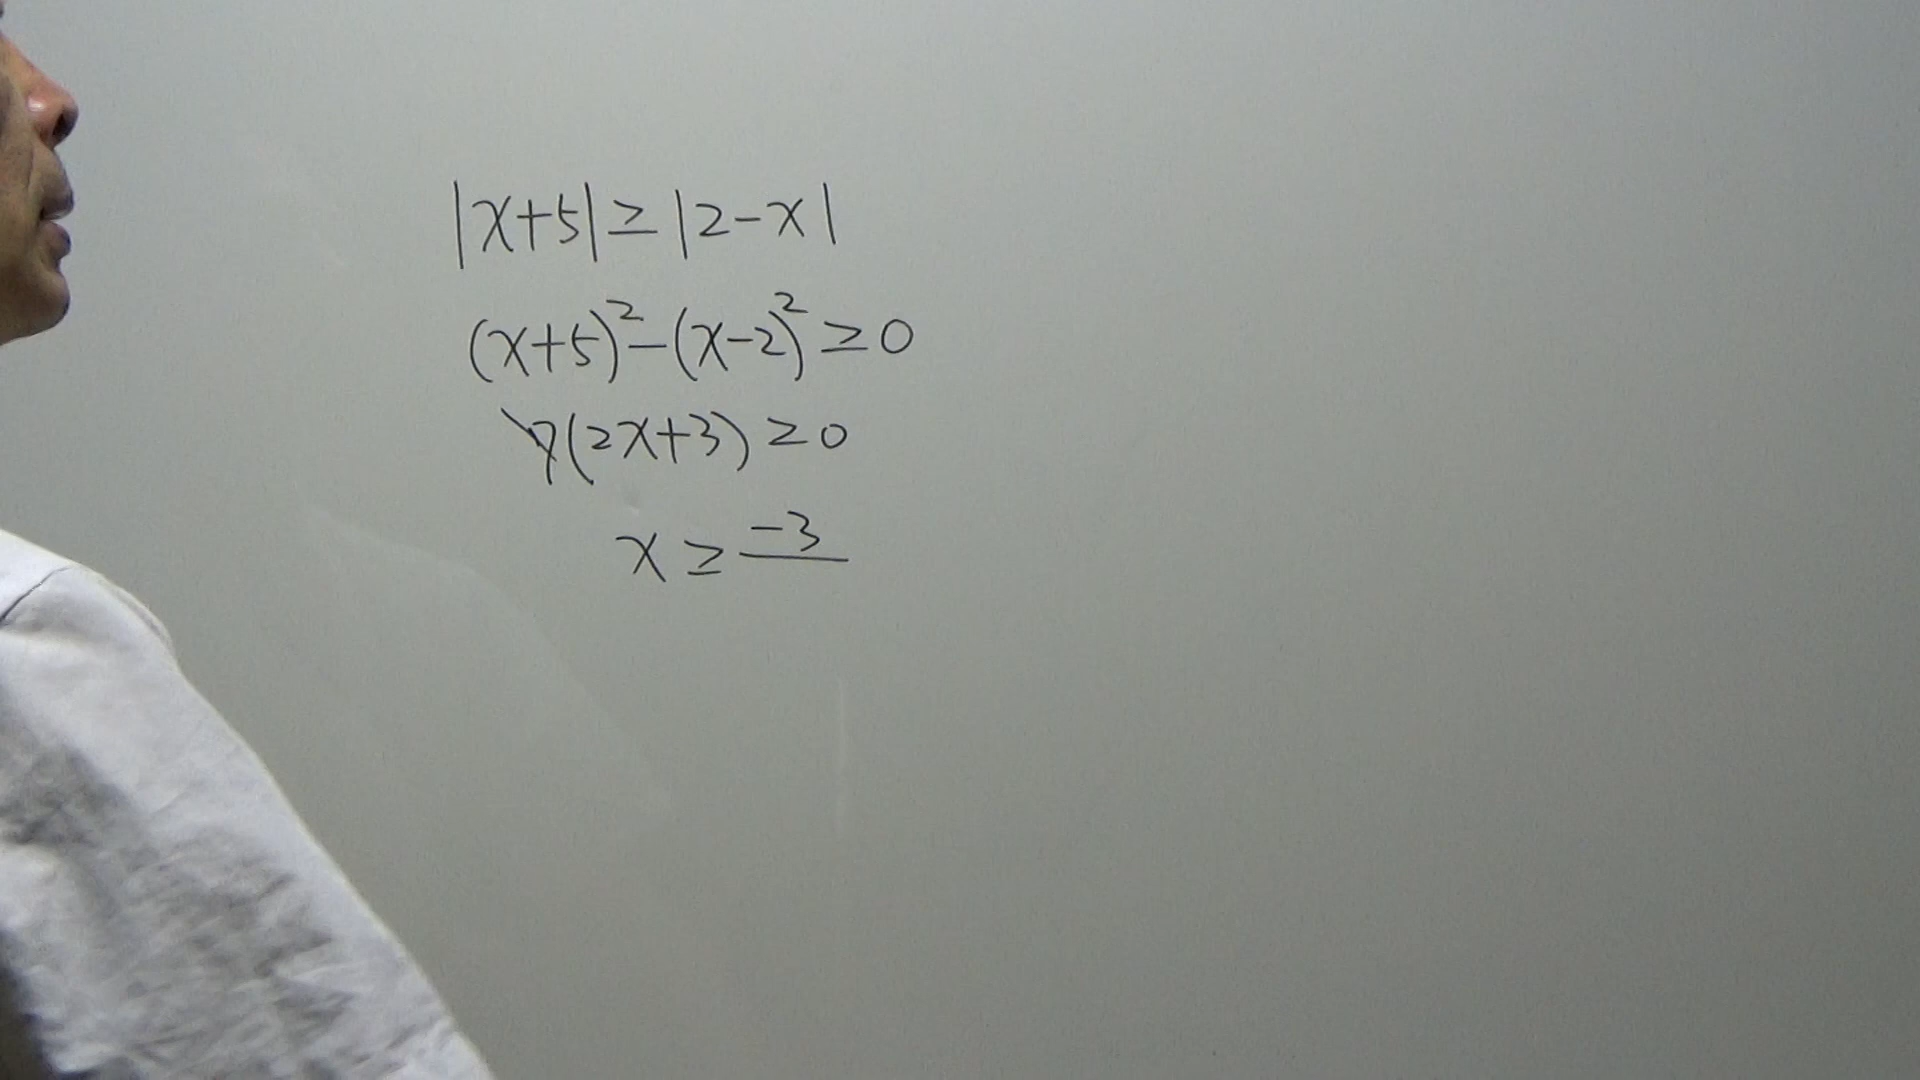 |x+5| ≥ |2-x|
(x+5)²-(x-2)² ≥ 0
7(2x+3) ≥ 0
x ≥ -3